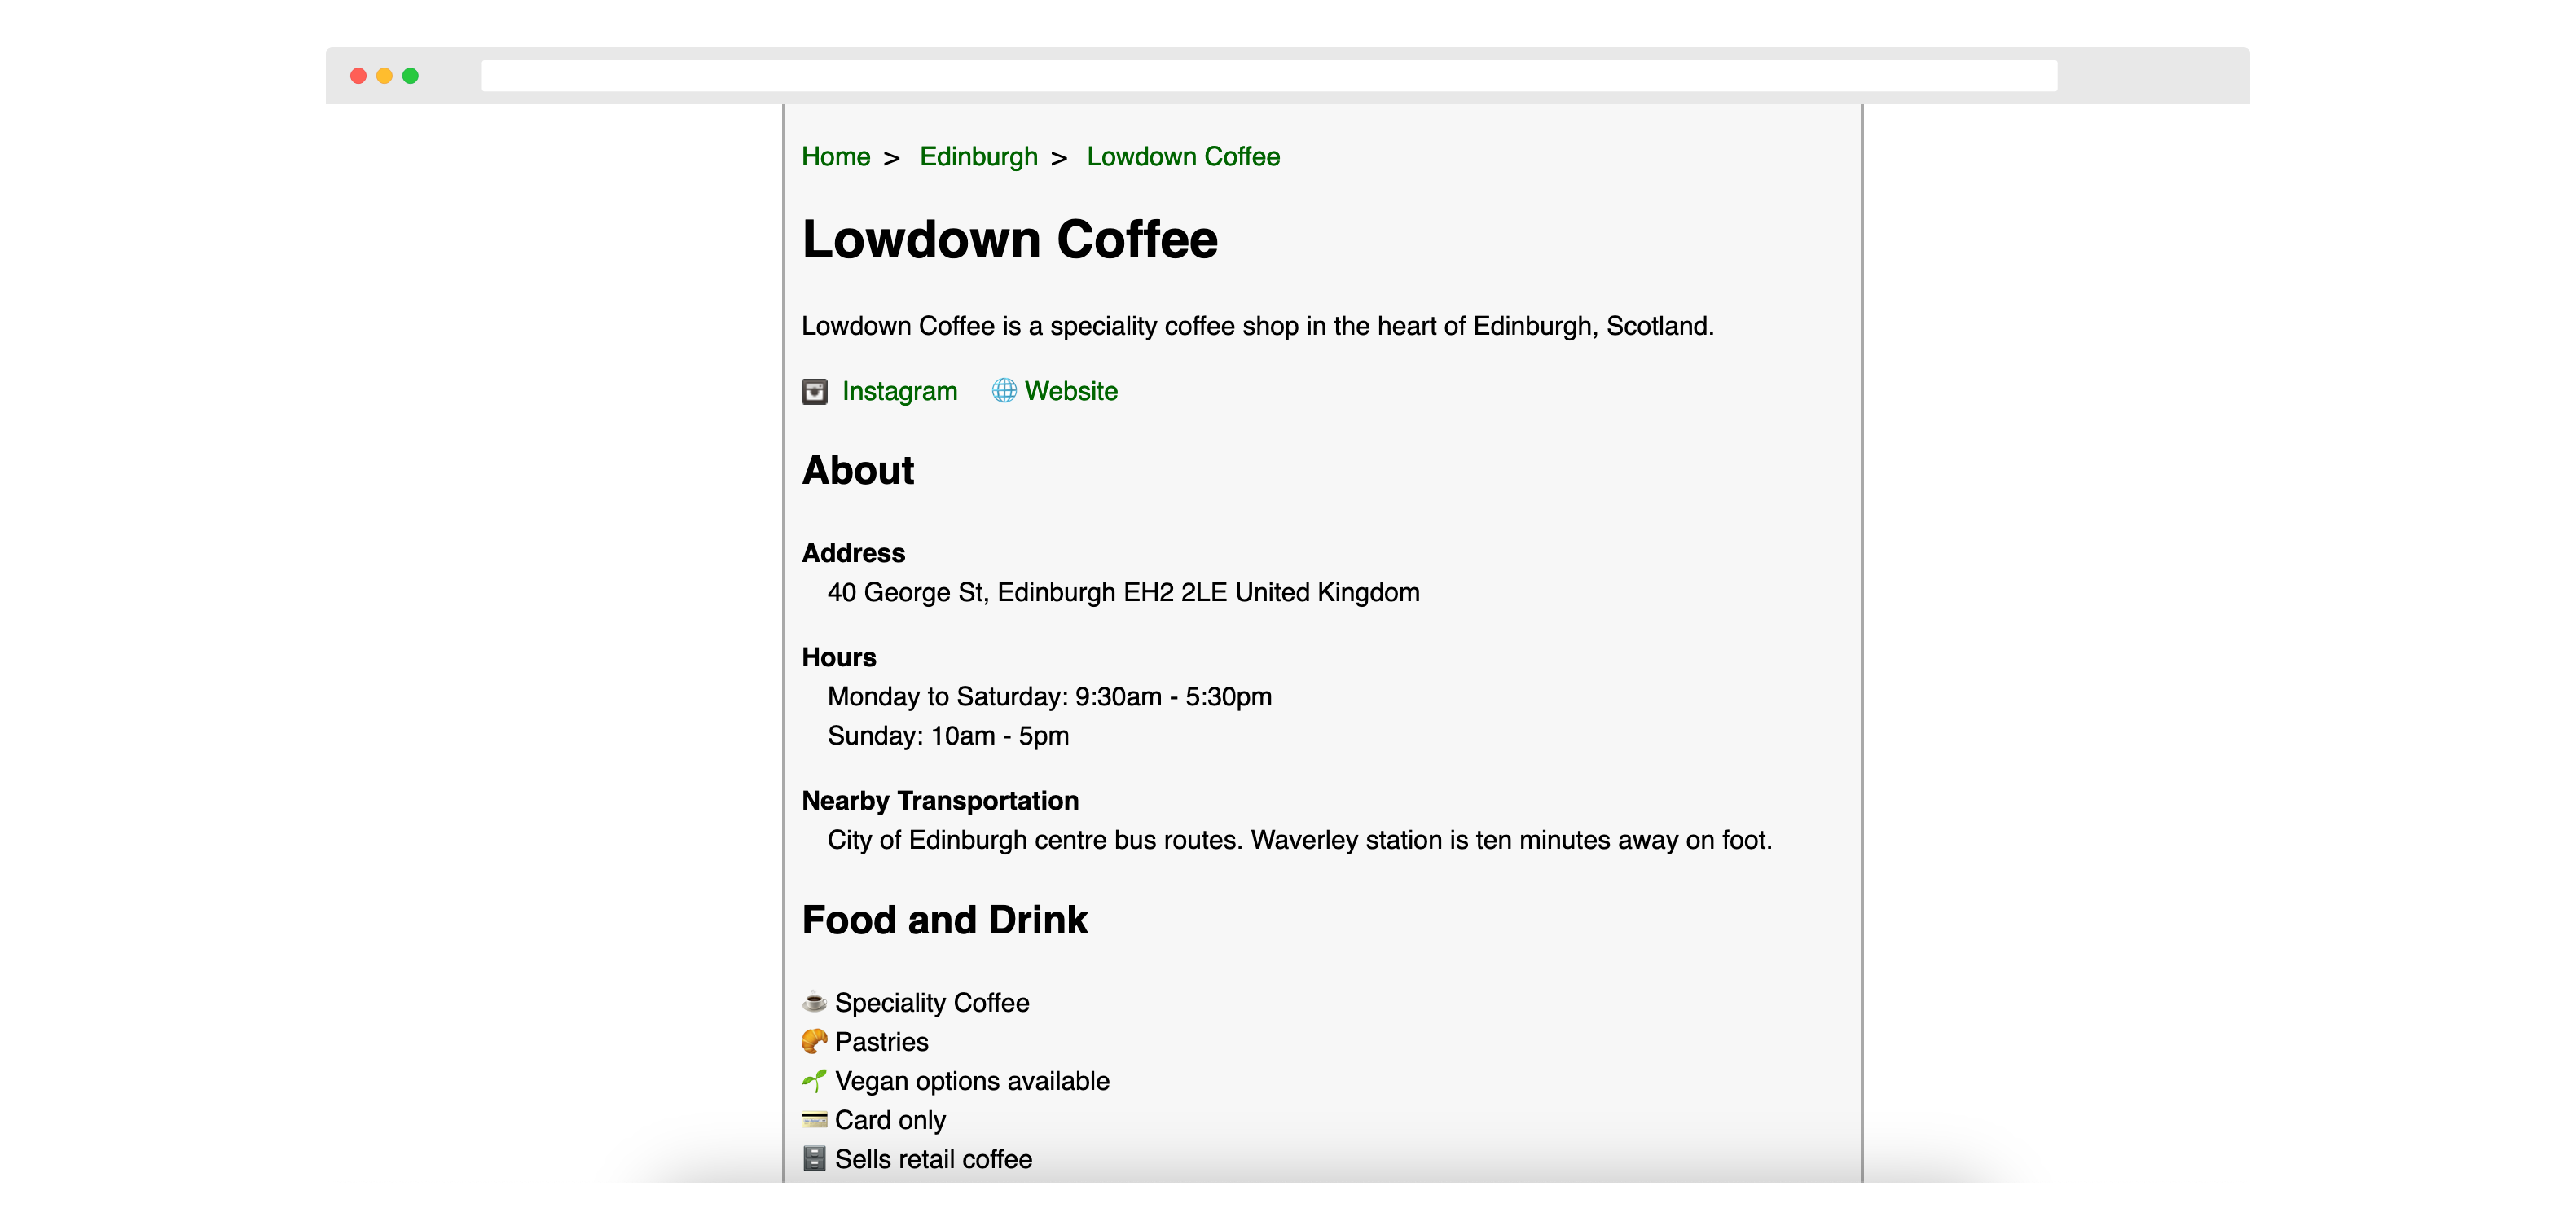 Home > Edinburgh > Lowdown Coffee
Lowdown Coffee
Lowdown Coffee is a speciality coffee shop in the heart of Edinburgh, Scotland.
Instagram Website
About
Address
40 George St, Edinburgh EH2 2LE United Kingdom
Hours
Monday to Saturday: 9:30am - 5:30pm
Sunday: 10am - 5pm
Nearby Transportation
City of Edinburgh centre bus routes. Waverley station is ten minutes away on foot.
Food and Drink
Speciality Coffee
Pastries
Vegan options available
Card only
Sells retail coffee